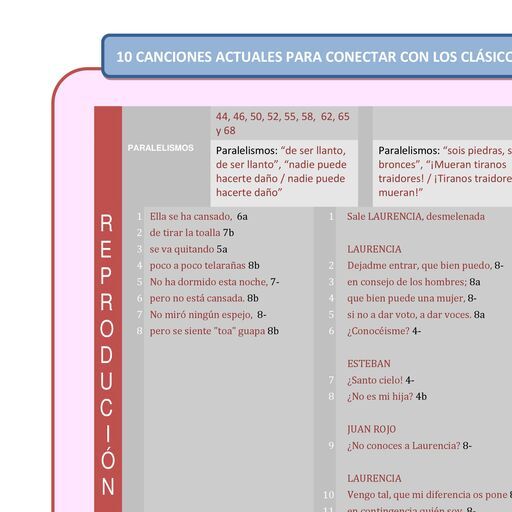 10 CANCIONES ACTUALES PARA CONECTAR CON LOS
44, 46, 50, 52, 55, 58, 62, 65
y 68
PARALELISMOS
Paralelismos: “de ser llanto,
de ser llanto”, “nadie puede
hacerte daño / nadie puede
hacerte daño”
Paralelismos: “sois piedras,
bronces”, “¡Mueran tiranos
traidores! / ¡Tiranos
mueran!”
REPRODUCCIÓN
1 Ella se ha cansado, 6a
2 de tirar la toalla 7b
3 se va quitando 5a
4 poco a poco telarañas 8b
5 No ha dormido esta noche, 7-
6 pero no está cansada. 8b
7 No miró ningún espejo, 8-
8 pero se siente "toa" guapa 8b
1 Sale LAURENCIA, desmelenada
LAURENCIA
2 Dejadme entrar, que bien puedo, 8-
3 en consejo de los hombres; 8a
4 que bien puede una mujer, 8-
5 si no a dar voto, a dar voces. 8a
6 ¿Conocéisme? 4-
ESTEBAN
7 ¿Santo cielo! 4-
8 ¿No es mi hija? 4b
JUAN ROJO
9 ¿No conoces a Laurencia? 8-
LAURENCIA
10 Vengo tal, que mi diferencia os pone
11 en contingencia quién soy. 8-